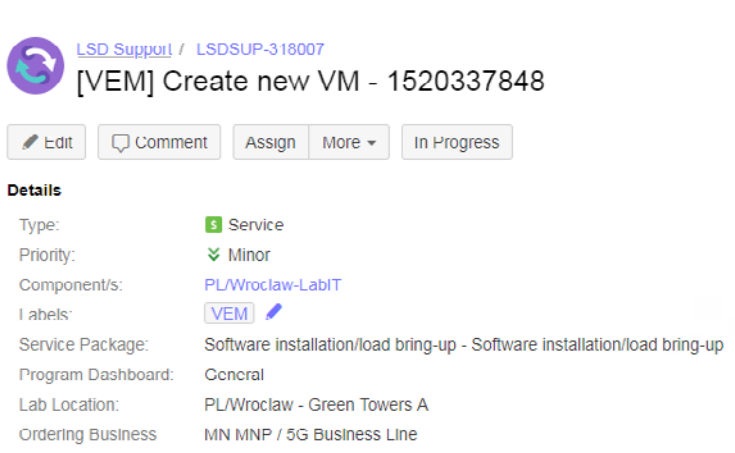 LSD Support / LSDSUP-318007
[VEM] Create new VM - 1520337848
Edit Comment Assign More In Progress
Details
Type: S Service
Priority: Minor
Component/s: PL/Wroclaw-LabIT
Labels: VEM
Service Package: Software installation/load bring-up - Software installation/load bring-up
Program Dashboard: General
Lab Location: PL/Wroclaw - Green Towers A
Ordering Business MN MNP / 5G Business Line